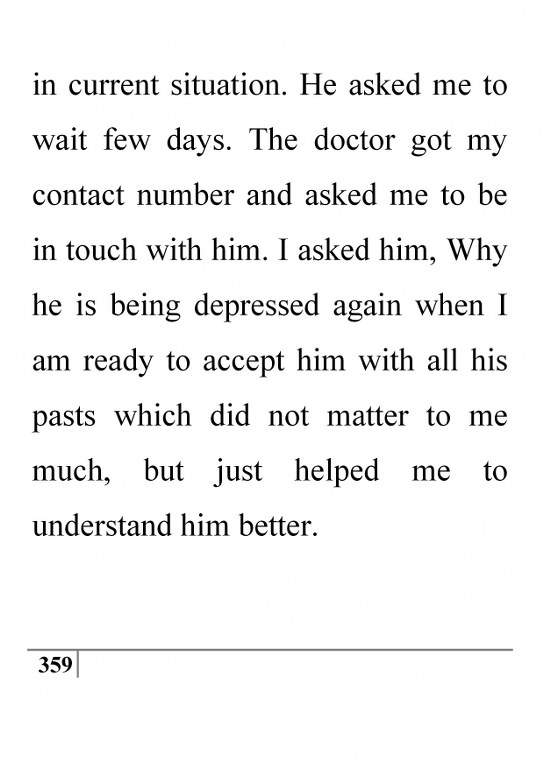 in current situation. He asked me to
wait few days. The doctor got my
contact number and asked me to be
in touch with him. I asked him, Why
he is being depressed again when I
am ready to accept him with all his
pasts which did not matter to me
much, but just helped me to
understand him better.
359